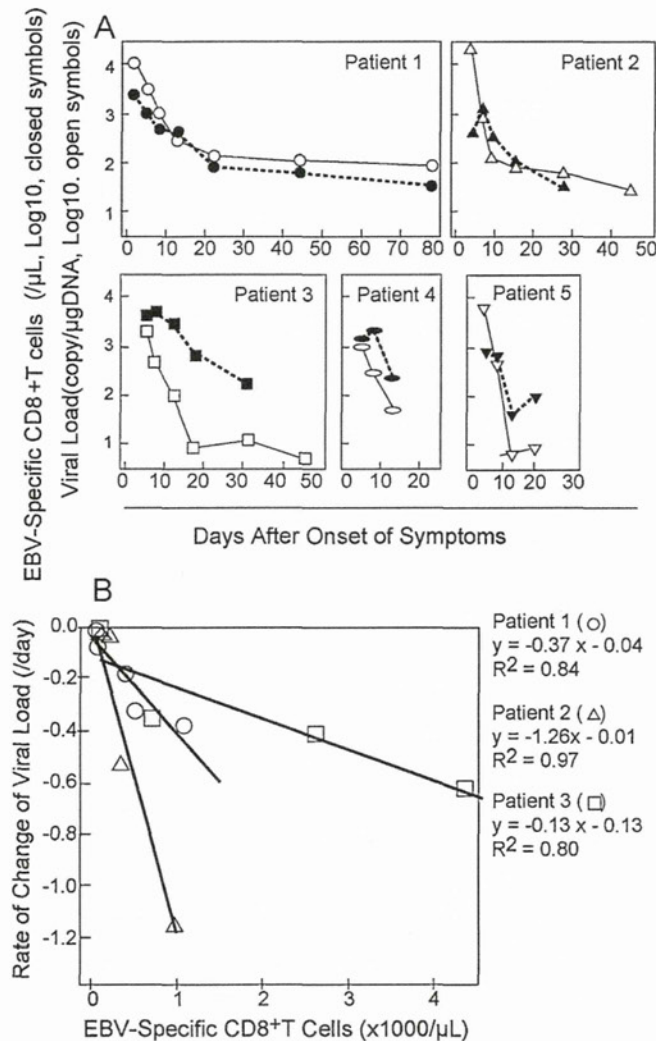 A
EBV-Specific CD8+T cells (/μL, Log10, closed symbols)
Viral Load(copy/μgDNA, Log10. open symbols)
Patient 1
4
3
2
1
0 10 20 30 40 50 60 70 80
Patient 2
0 10 20 30 40 50
Patient 3
4
3
2
1
0 10 20 30 40 50
Patient 4
0 10 20
Patient 5
0 10 20 30
Days After Onset of Symptoms
B
Rate of Change of Viral Load (/day)
0.0
-0.2
-0.4
-0.6
-0.8
-1.0
-1.2
0 1 2 3 4
EBV-Specific CD8+T Cells (x1000/μL)
Patient 1 (○)
y = -0.37 x - 0.04
R2 = 0.84
Patient 2 (△)
y = -1.26x - 0.01
R2 = 0.97
Patient 3 (□)
y = -0.13 x - 0.13
R2 = 0.80